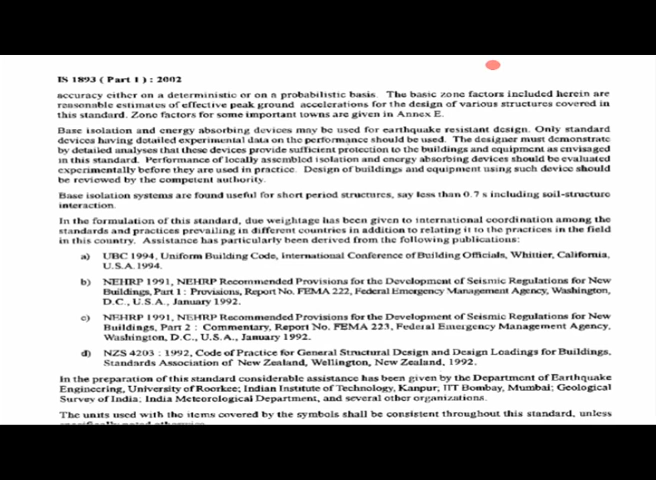 IS 1893 ( Part 1 ) : 2002
accuracy either on a deterministic or on a probabilistic basis. The basic zone factors included herein are
reasonable estimates of effective peak ground accelerations for the design of various structures covered in
this standard. Zone factors for some important towns are given in Annex E.
Base isolation and energy absorbing devices may be used for earthquake resistant design. Only standard
devices having detailed experimental data on the performance should be used. The designer must demonstrate
by detailed analyses that these devices provide sufficient protection to the buildings and equipment as envisaged
in this standard. Performance of locally assembled isolation and energy absorbing devices should be evaluated
experimentally before they are used in practice. Design of buildings and equipment using such device should
be reviewed by the competent authority.
Base isolation systems are found useful for short period structures, say less than 0.7 s including soil-structure
interaction.
In the formulation of this standard, due weightage has been given to international coordination among the
standards and practices prevailing in different countries in addition to relating it to the practices in the field
in this country. Assistance has particularly been derived from the following publications:
a) UBC 1994, Uniform Building Code, International Conference of Building Officials, Whittier, California,
U.S.A.1994.
b) NEHRP 1991, NEHRP Recommended Provisions for the Development of Seismic Regulations for New
Buildings, Part 1 : Provisions, Report No. FEMA 222, Federal Emergency Management Agency, Washington,
D.C., U.S.A., January 1992.
c) NEHRP 1991, NEHRP Recommended Provisions for the Development of Seismic Regulations for New
Buildings, Part 2 : Commentary, Report No. FEMA 223, Federal Emergency Management Agency,
Washington, D.C., U.S.A., January 1992.
d) NZS 4203 : 1992, Code of Practice for General Structural Design and Design Loadings for Buildings,
Standards Association of New Zealand, Wellington, New Zealand, 1992.
In the preparation of this standard considerable assistance has been given by the Department of Earthquake
Engineering, University of Roorkee; Indian Institute of Technology, Kanpur; IIT Bombay, Mumbai; Geological
Survey of India; India Meteorological Department, and several other organizations.
The units used with the items covered by the symbols shall be consistent throughout this standard, unless